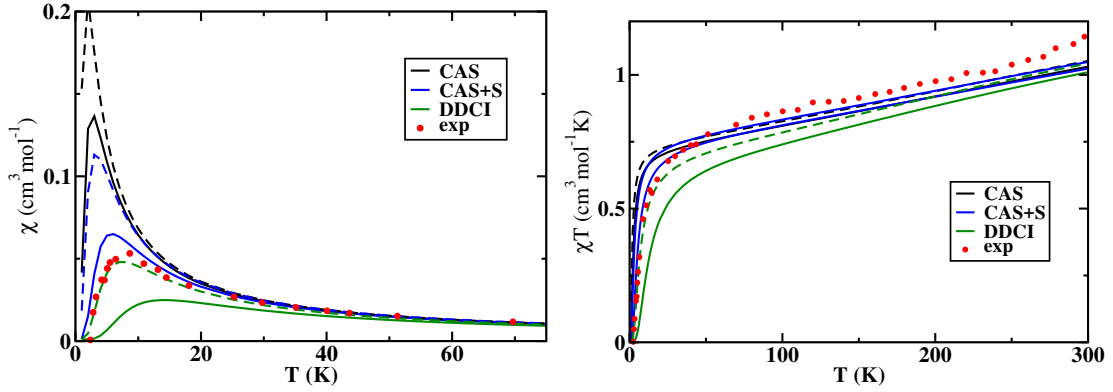 0.2
0.1
0
χ (cm³mol⁻¹)
CAS
CAS+S
DDCI
exp
0 20 40 60
T (K)
1
0.5
0
χT (cm³mol⁻¹K)
CAS
CAS+S
DDCI
exp
0 100 200 300
T (K)